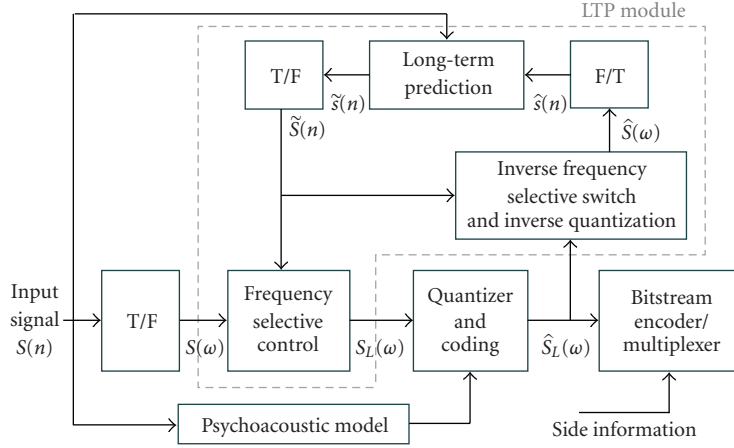 LTP module
T/F
Long-term
prediction
F/T
s̃(n)
ŝ(n)
S̃(n)
Ŝ(ω)
Inverse frequency
selective switch
and inverse quantization
Input
signal
S(n)
T/F
S(ω)
Frequency
selective
control
S_L(ω)
Quantizer
and
coding
Ŝ_L(ω)
Bitstream
encoder/
multiplexer
Psychoacoustic model
Side information